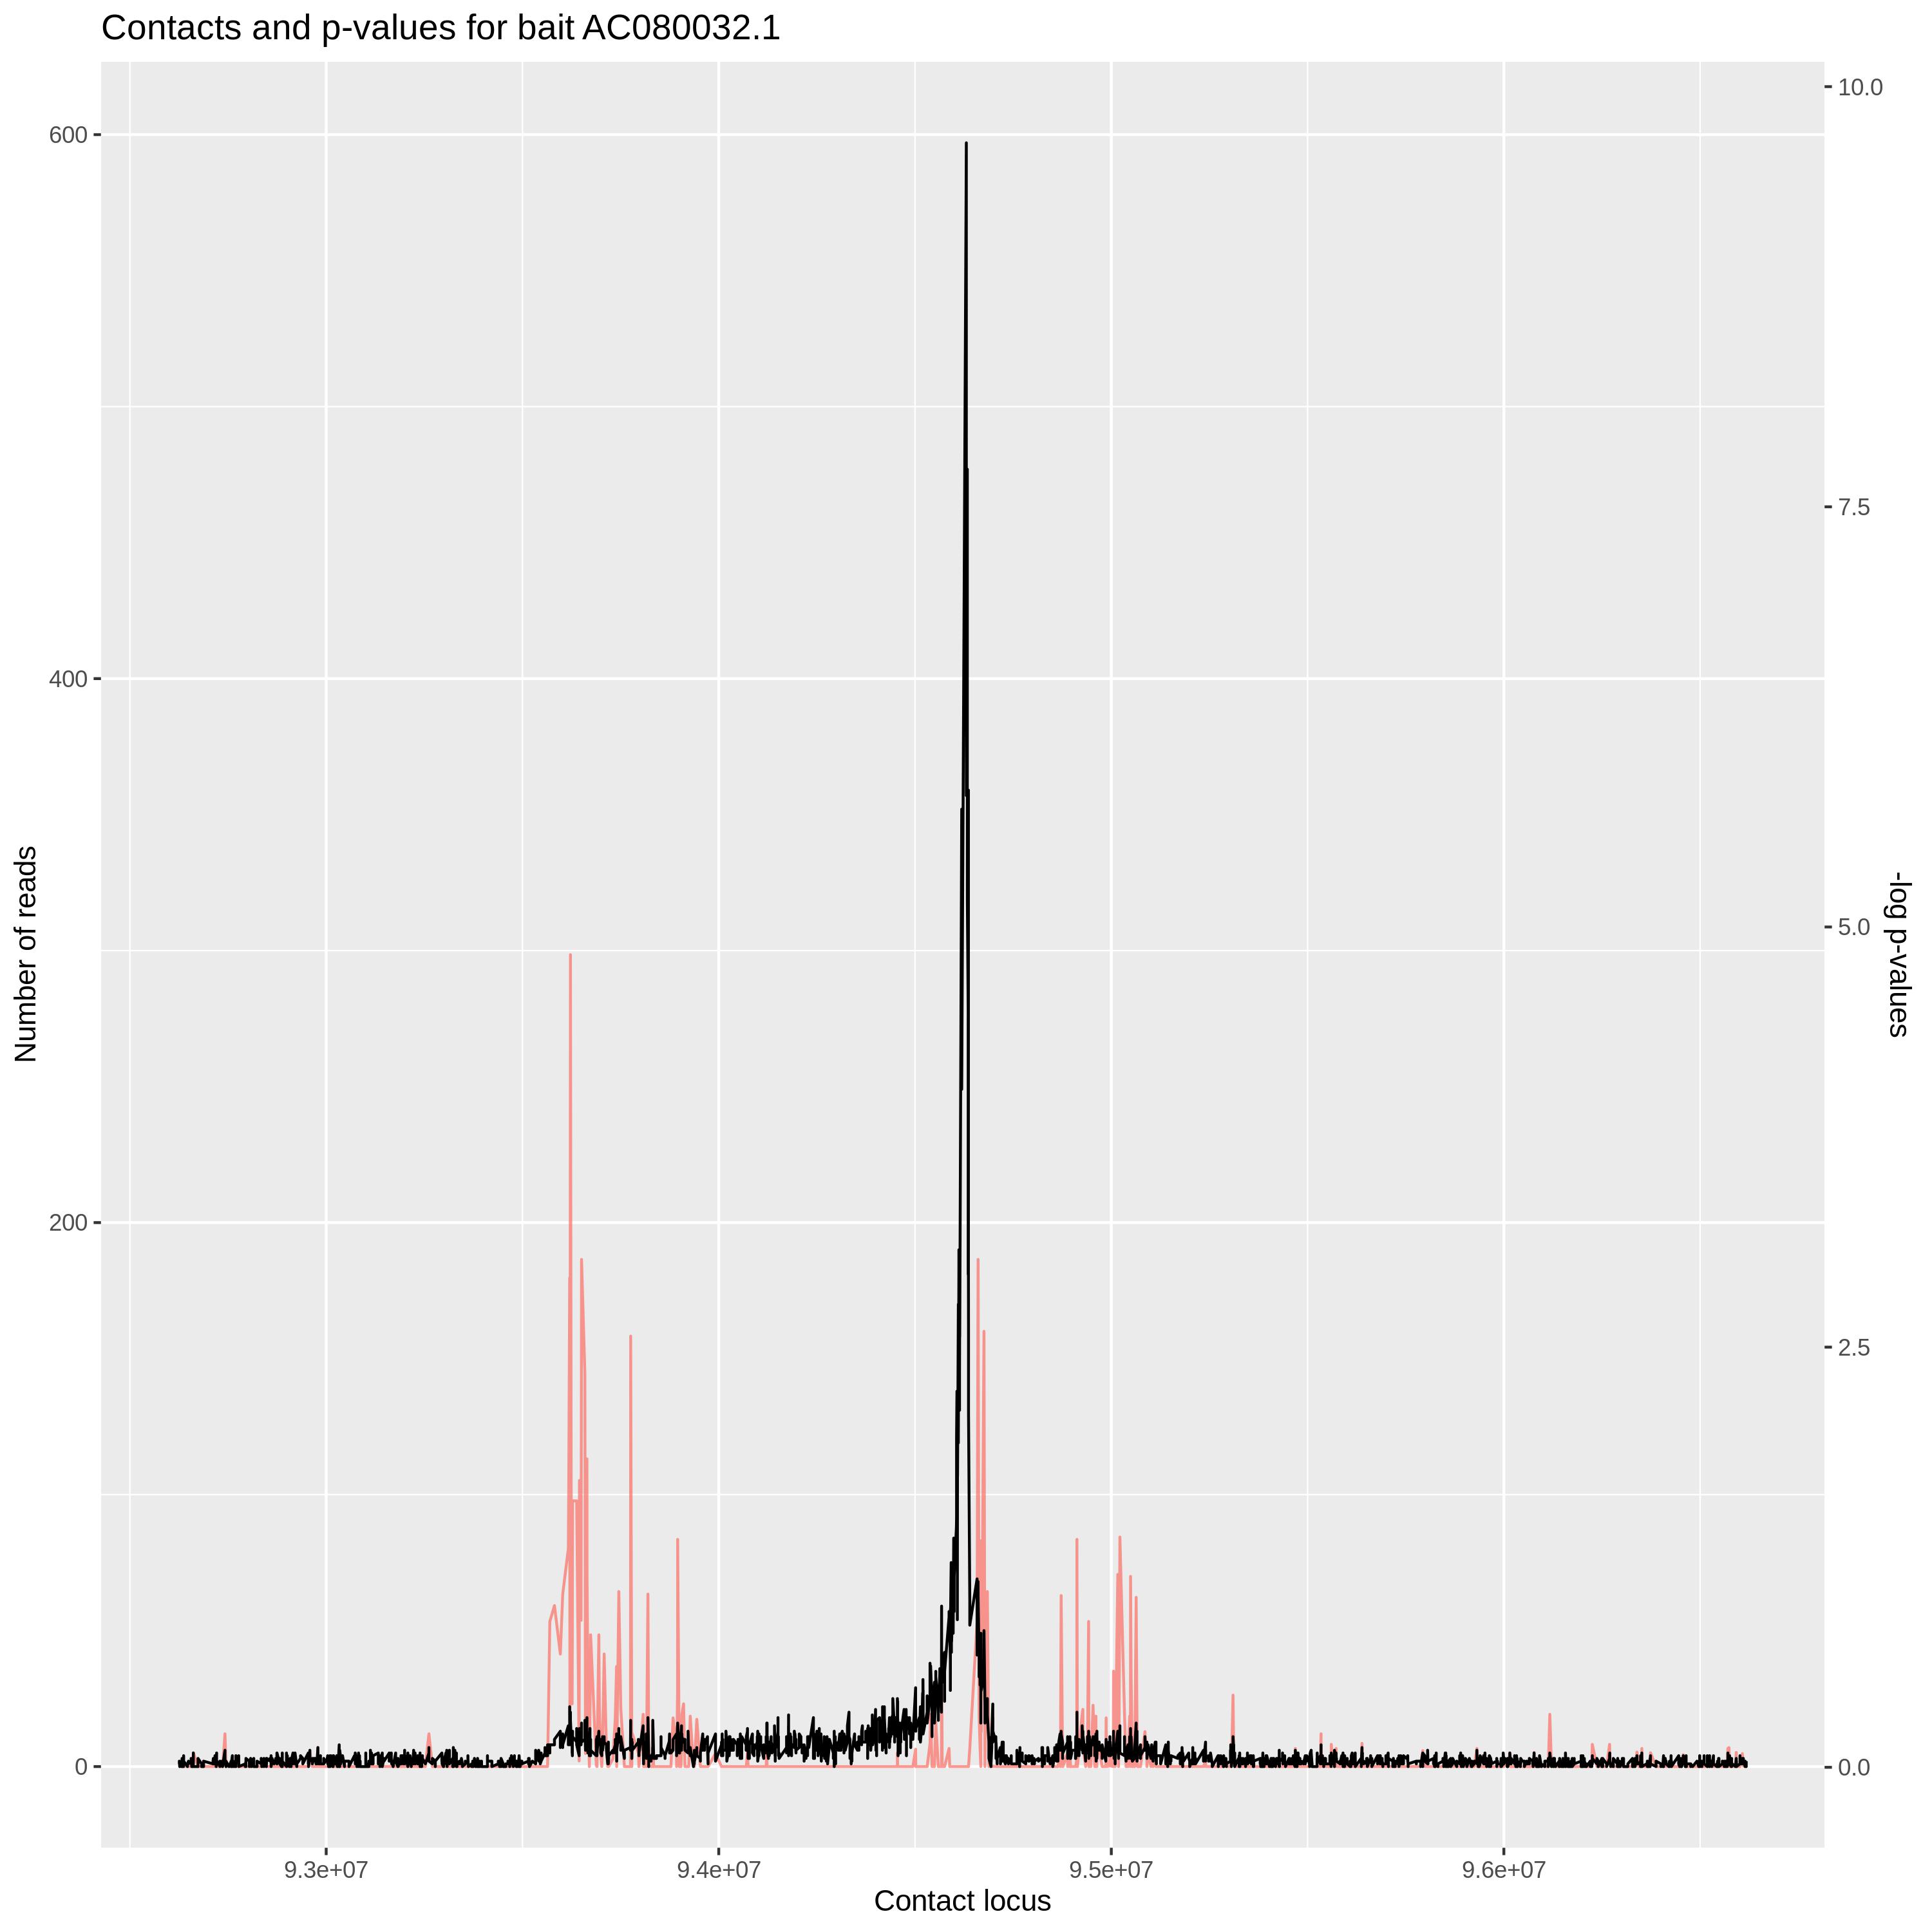 Contacts and p-values for bait AC080032.1
10.0
600
7.5
400
5.0
Number of reads
-log p-values
200
2.5
0
0.0
9.3e+07 9.4e+07 9.5e+07 9.6e+07
Contact locus